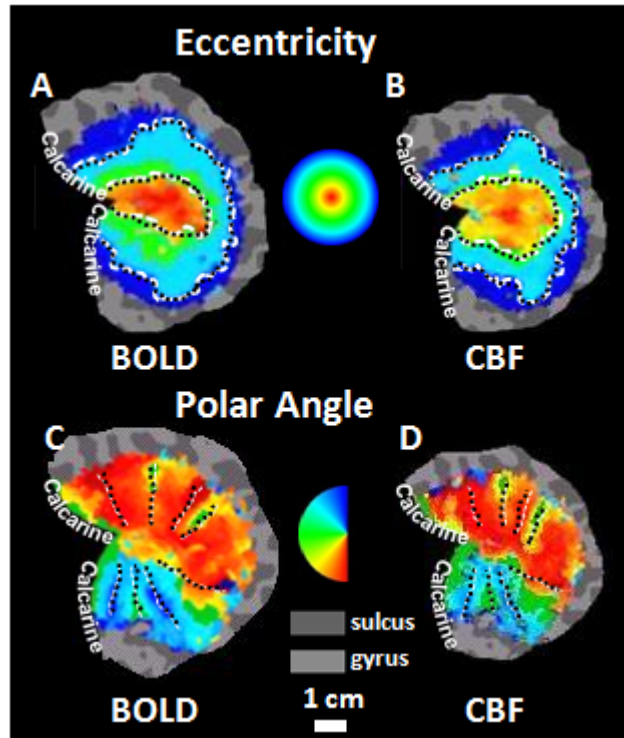 Eccentricity
A
B
Calcarine
Calcarine
Calcarine
Calcarine
BOLD
CBF
Polar Angle
C
D
Calcarine
Calcarine
Calcarine
Calcarine
sulcus
gyrus
1 cm
BOLD
CBF